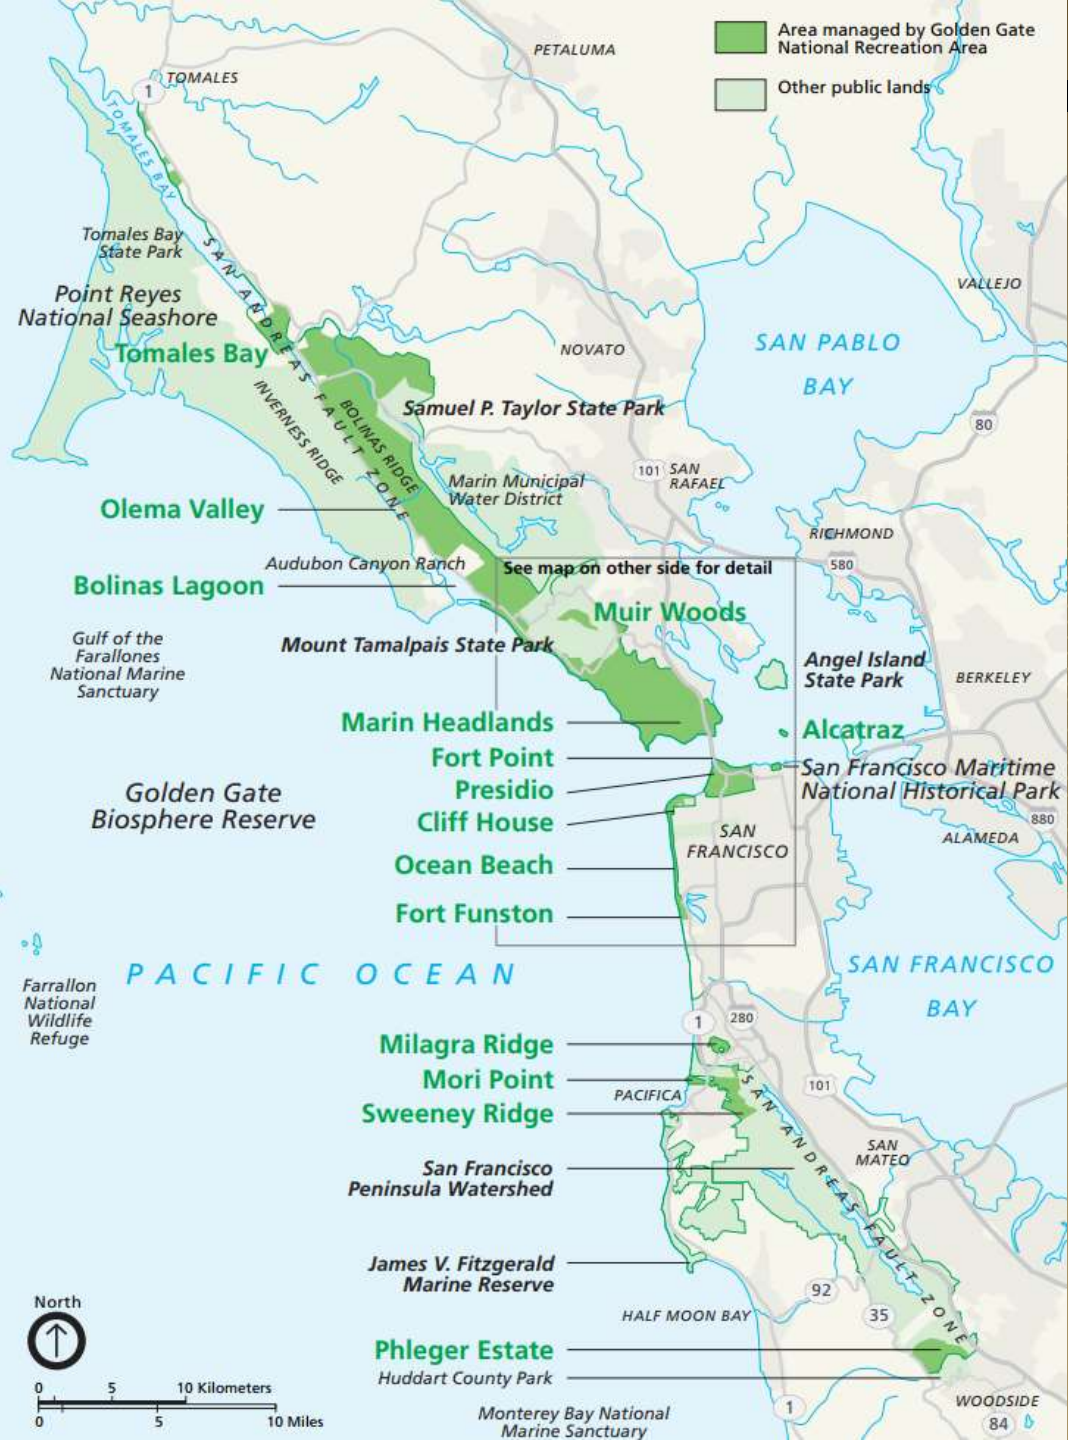 Area managed by Golden Gate
National Recreation Area
Other public lands
PETALUMA
1
TOMALES
TOMALES BAY
Tomales Bay
State Park
SAN ANDREAS FAULT ZONE
Point Reyes
National Seashore
VALLEJO
Tomales Bay
NOVATO
SAN PABLO
BAY
INVERNESS RIDGE
BOLINAS RIDGE
Samuel P. Taylor State Park
80
101
SAN
RAFAEL
Marin Municipal
Water District
Olema Valley
RICHMOND
Audubon Canyon Ranch
See map on other side for detail
580
Bolinas Lagoon
Muir Woods
Gulf of the
Farallones
National Marine
Sanctuary
Mount Tamalpais State Park
Angel Island
State Park
BERKELEY
Marin Headlands
Alcatraz
Fort Point
San Francisco Maritime
National Historical Park
Presidio
Golden Gate
Biosphere Reserve
Cliff House
880
SAN
FRANCISCO
ALAMEDA
Ocean Beach
Fort Funston
PACIFIC OCEAN
SAN FRANCISCO
BAY
Farrallon
National
Wildlife
Refuge
1
280
Milagra Ridge
Mori Point
101
PACIFICA
Sweeney Ridge
SAN ANDREAS FAULT ZONE
SAN
MATEO
San Francisco
Peninsula Watershed
James V. Fitzgerald
Marine Reserve
92
35
North
HALF MOON BAY
Phleger Estate
Huddart County Park
0 5 10 Kilometers
0 5 10 Miles
1
WOODSIDE
84
Monterey Bay National
Marine Sanctuary